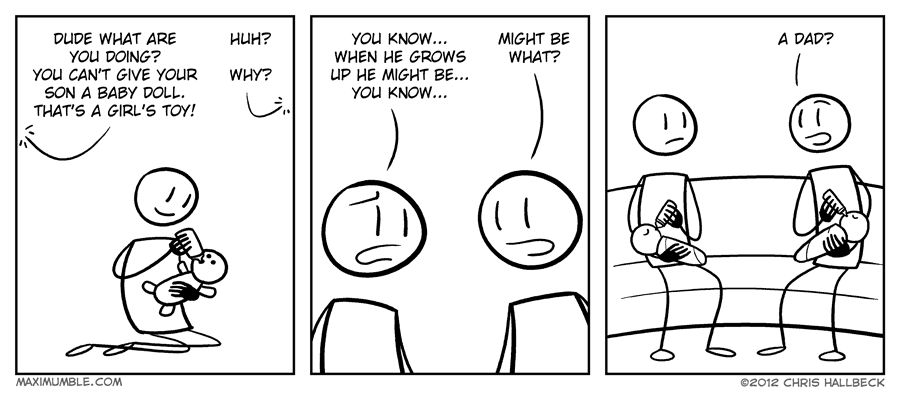 DUDE WHAT ARE
YOU DOING?
YOU CAN'T GIVE YOUR
SON A BABY DOLL.
THAT'S A GIRL'S TOY!
HUH?
WHY?
YOU KNOW...
WHEN HE GROWS
UP HE MIGHT BE...
YOU KNOW...
MIGHT BE
WHAT?
A DAD?
MAXIMUMBLE.COM
©2012 CHRIS HALLBECK